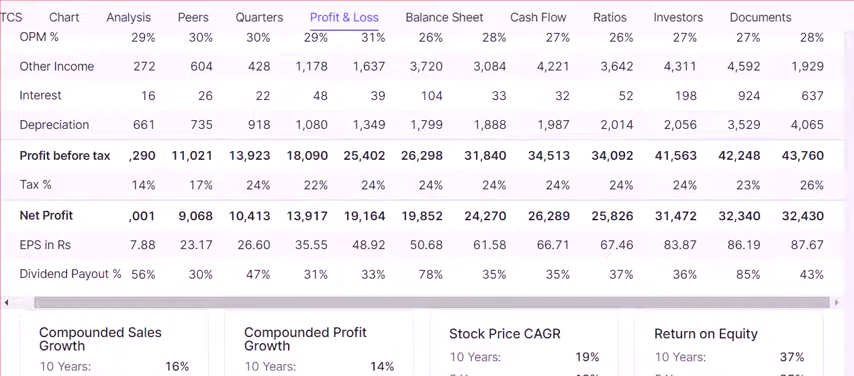 TCS Chart Analysis Peers Quarters Profit & Loss Balance Sheet Cash Flow Ratios Investors Documents
OPM % 29% 30% 30% 29% 31% 26% 28% 27% 26% 27% 27% 28%
Other Income 272 604 428 1,178 1,637 3,720 3,084 4,221 3,642 4,311 4,592 1,929
Interest 16 26 22 48 39 104 33 32 52 198 924 637
Depreciation 661 735 918 1,080 1,349 1,799 1,888 1,987 2,014 2,056 3,529 4,065
Profit before tax ,290 11,021 13,923 18,090 25,402 26,298 31,840 34,513 34,092 41,563 42,248 43,760
Tax % 14% 17% 24% 22% 24% 24% 24% 24% 24% 24% 23% 26%
Net Profit ,001 9,068 10,413 13,917 19,164 19,852 24,270 26,289 25,826 31,472 32,340 32,430
EPS in Rs 7.88 23.17 26.60 35.55 48.92 50.68 61.58 66.71 67.46 83.87 86.19 87.67
Dividend Payout % 56% 30% 47% 31% 33% 78% 35% 35% 37% 36% 85% 43%
Compounded Sales Growth
10 Years: 16%
Compounded Profit Growth
10 Years: 14%
Stock Price CAGR
10 Years: 19%
Return on Equity
10 Years: 37%